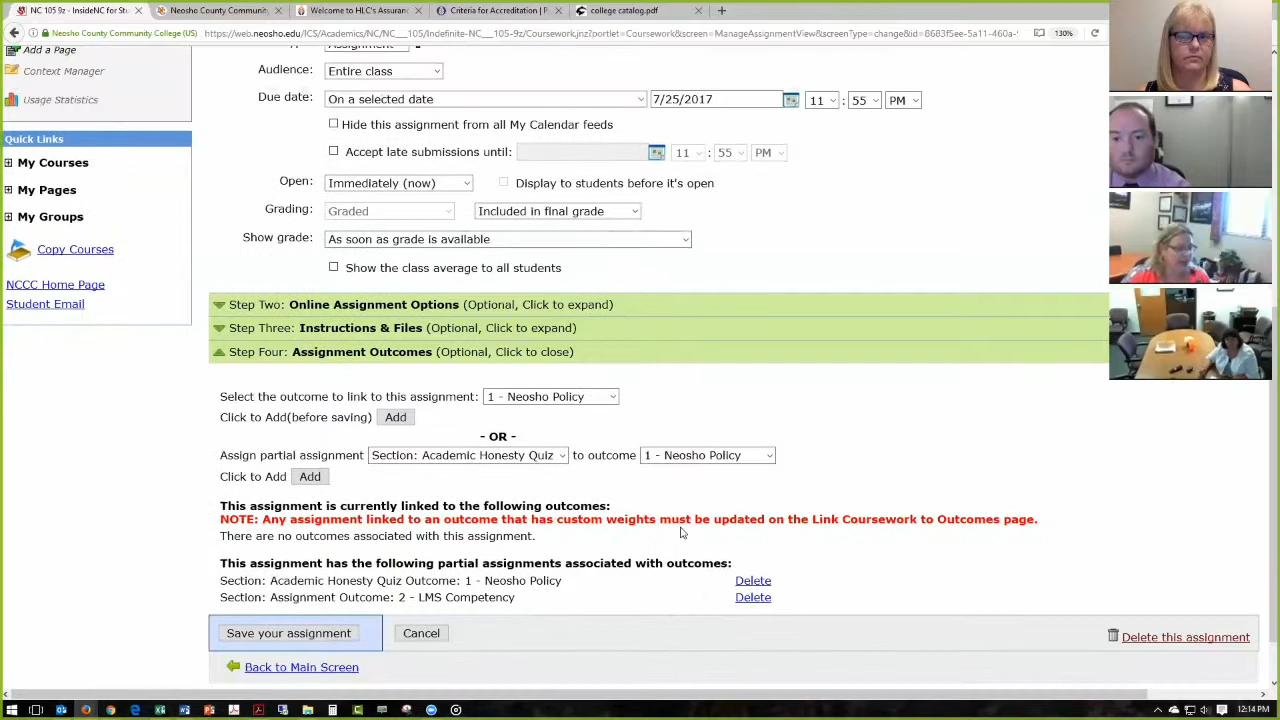 NC 105 9z - InsideNC for Stu
Neosho County Community
Welcome to HLC's Assuranc
Criteria for Accreditation | P
college catalog.pdf
Neosho County Community College (US)
https://web.neosho.edu/ICS/Academics/NC/NC___105/Indefinite-NC__105-9z/Coursework.jnz?portlet=Coursework&screen=ManageAssignmentView&screenType=change&id=8683f5ee-5a11-460a-
130%
Add a Page
Context Manager
Usage Statistics
Quick Links
My Courses
My Pages
My Groups
Copy Courses
NCCC Home Page
Student Email
Assignment
Audience: Entire class
Due date: On a selected date 7/25/2017 11 : 55 PM
Hide this assignment from all My Calendar feeds
Accept late submissions until: 11 : 55 PM
Open: Immediately (now) Display to students before it's open
Grading: Graded Included in final grade
Show grade: As soon as grade is available
Show the class average to all students
Step Two: Online Assignment Options (Optional, Click to expand)
Step Three: Instructions & Files (Optional, Click to expand)
Step Four: Assignment Outcomes (Optional, Click to close)
Select the outcome to link to this assignment: 1 - Neosho Policy
Click to Add(before saving) Add
- OR -
Assign partial assignment Section: Academic Honesty Quiz to outcome 1 - Neosho Policy
Click to Add Add
This assignment is currently linked to the following outcomes:
NOTE: Any assignment linked to an outcome that has custom weights must be updated on the Link Coursework to Outcomes page.
There are no outcomes associated with this assignment.
This assignment has the following partial assignments associated with outcomes:
Section: Academic Honesty Quiz Outcome: 1 - Neosho Policy Delete
Section: Assignment Outcome: 2 - LMS Competency Delete
Save your assignment Cancel Delete this assignment
Back to Main Screen
12:14 PM